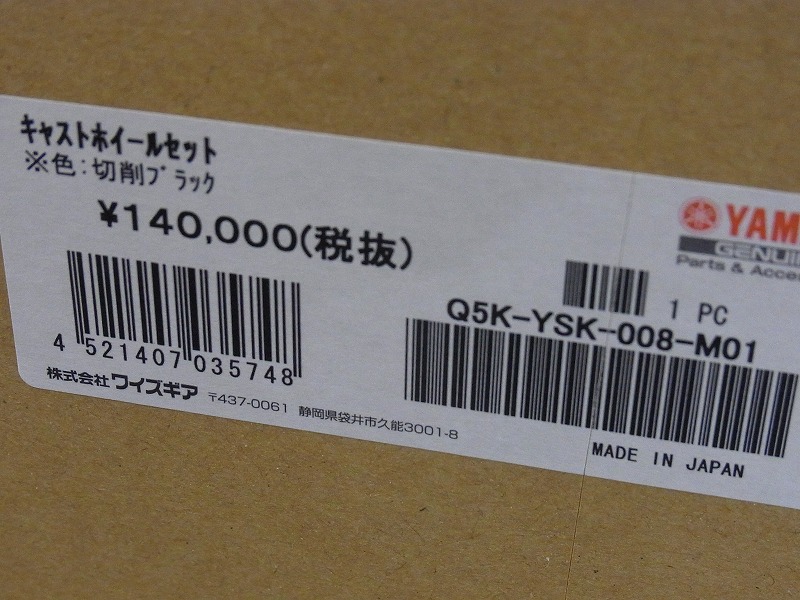 キャストホイールセット
※色:切削ブラック
¥140,000(税抜)
4 521407 035748
株式会社ワイズギア 〒437-0061 静岡県袋井市久能3001-8
YAM
GENUI
Parts & Acce
1 PC
Q5K-YSK-008-M01
MADE IN JAPAN